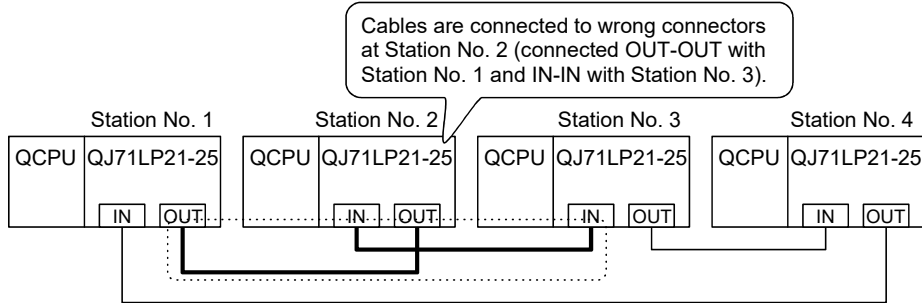 Cables are connected to wrong connectors
at Station No. 2 (connected OUT-OUT with
Station No. 1 and IN-IN with Station No. 3).
Station No. 1 Station No. 2 Station No. 3 Station No. 4
QCPU QJ71LP21-25 QCPU QJ71LP21-25 QCPU QJ71LP21-25 QCPU QJ71LP21-25
IN OUT IN OUT IN OUT IN OUT